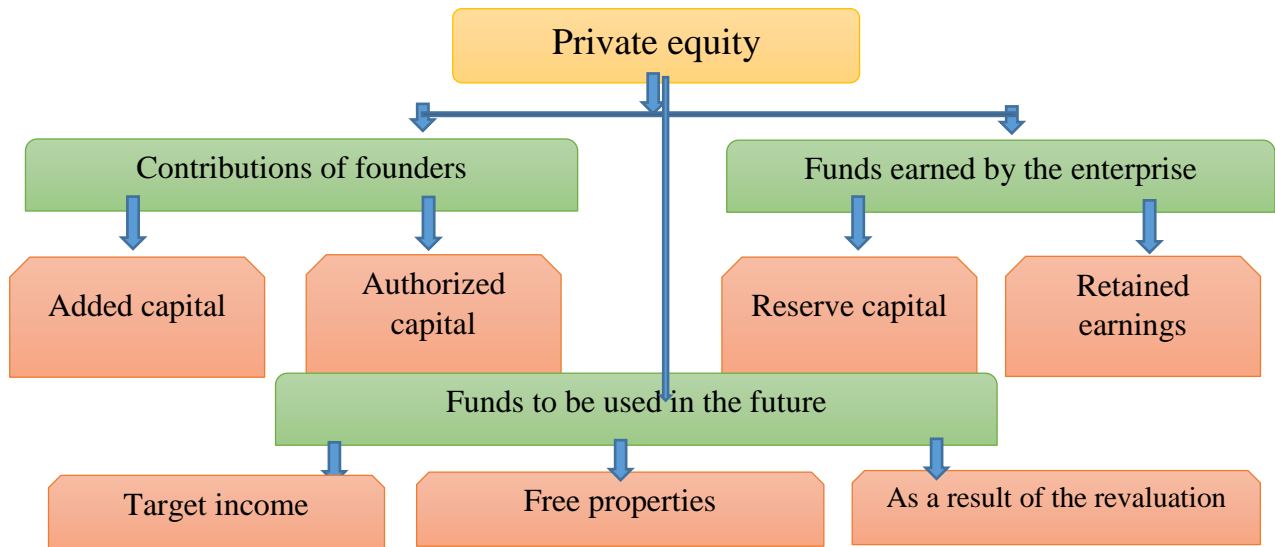 Private equity
Contributions of founders
Funds earned by the enterprise
Added capital
Authorized
capital
Reserve capital
Retained
earnings
Funds to be used in the future
Target income
Free properties
As a result of the revaluation